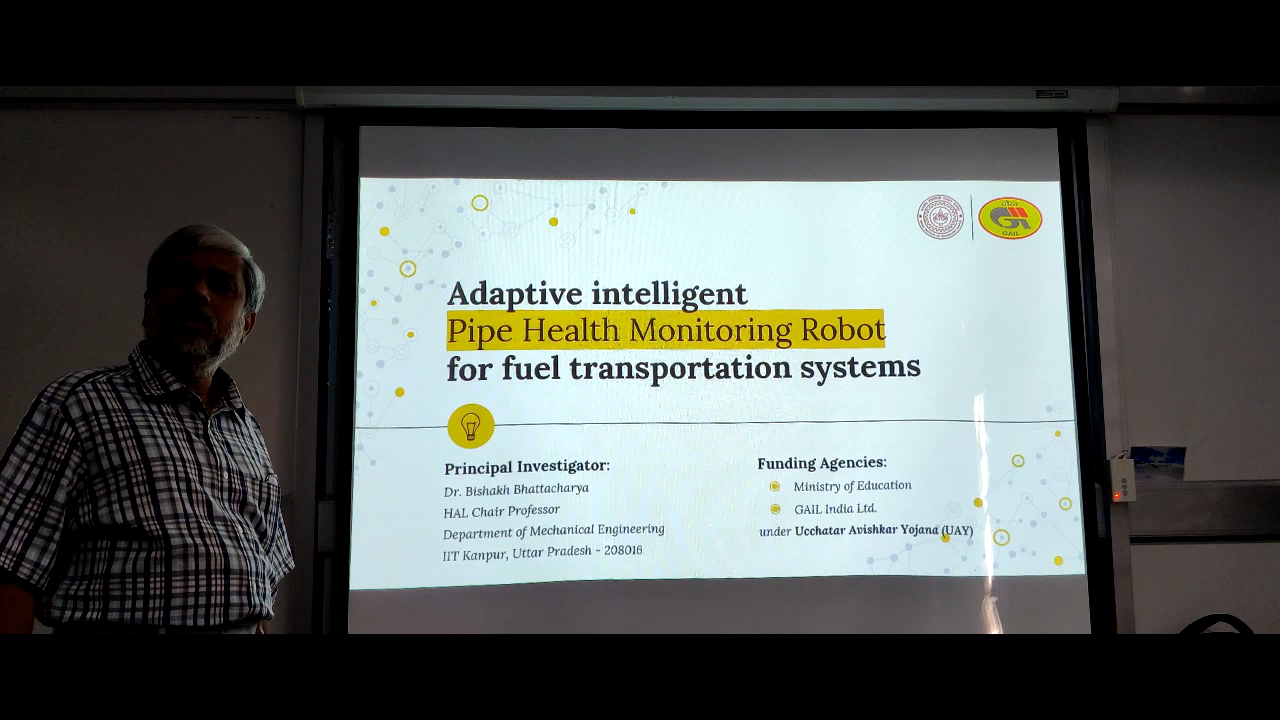 गेल
GAIL
Adaptive intelligent
Pipe Health Monitoring Robot
for fuel transportation systems
Principal Investigator:
Dr. Bishakh Bhattacharya
HAL Chair Professor
Department of Mechanical Engineering
IIT Kanpur, Uttar Pradesh - 208016
Funding Agencies:
Ministry of Education
GAIL India Ltd.
under Ucchatar Avishkar Yojana (UAY)